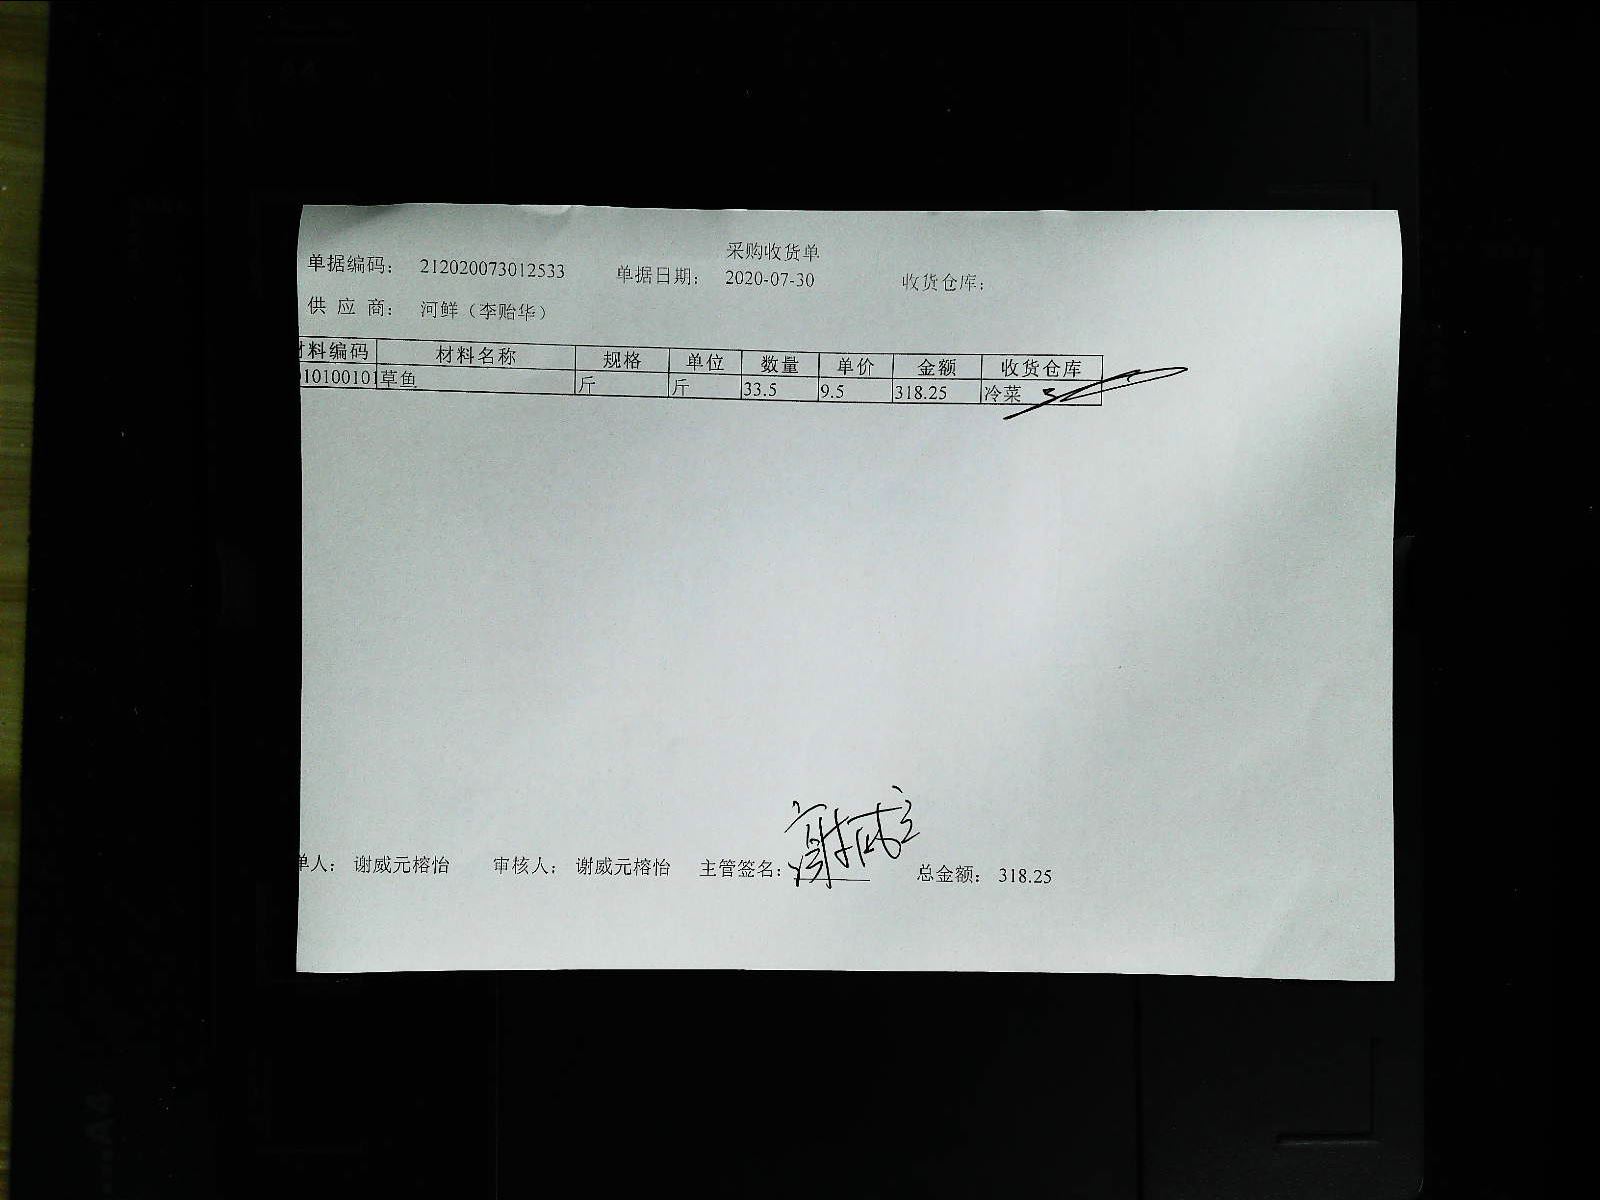 采购收货单
单据编码： 212020073012533 单据日期： 2020-07-30 收货仓库：
供 应 商： 河鲜（李贻华）
材料编码 材料名称 规格 单位 数量 单价 金额 收货仓库
010100101 草鱼 斤 斤 33.5 9.5 318.25 冷菜
单人： 谢威元榕怡 审核人： 谢威元榕怡 主管签名： 总金额： 318.25